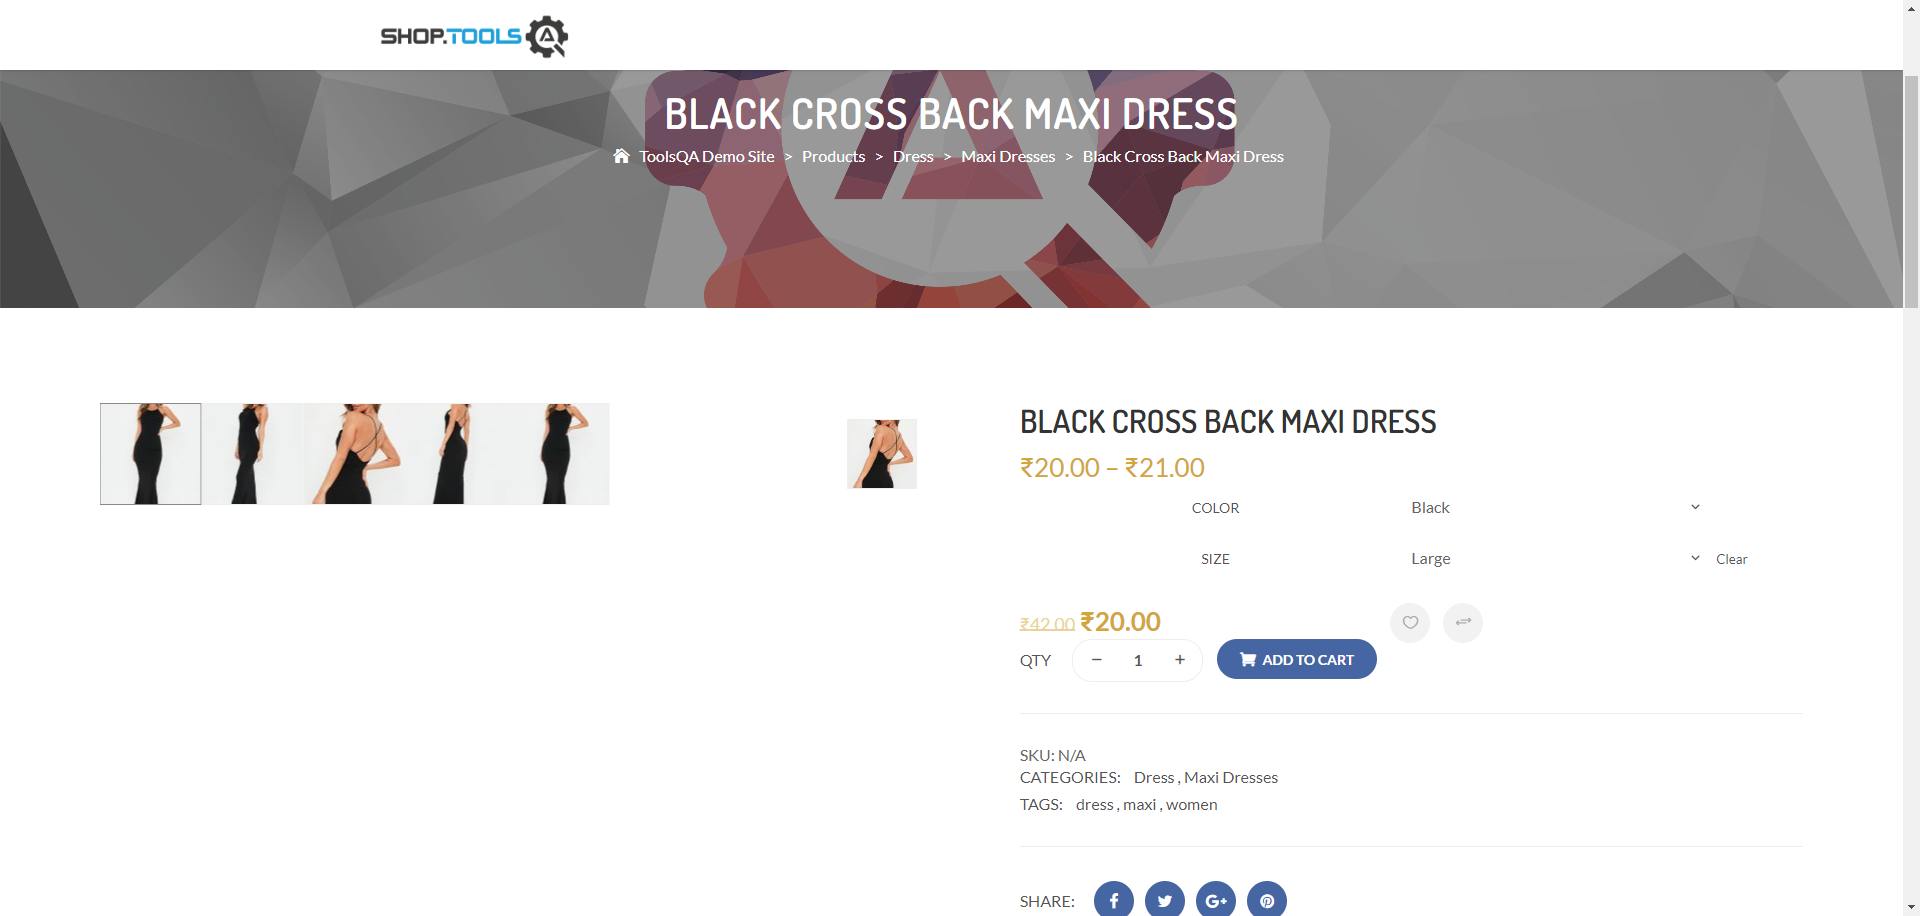 SHOP.TOOLS
BLACK CROSS BACK MAXI DRESS
ToolsQA Demo Site > Products > Dress > Maxi Dresses > Black Cross Back Maxi Dress
BLACK CROSS BACK MAXI DRESS
₹20.00 – ₹21.00
COLOR Black
SIZE Large Clear
₹42.00 ₹20.00
QTY − 1 + ADD TO CART
SKU: N/A
CATEGORIES: Dress , Maxi Dresses
TAGS: dress , maxi , women
SHARE: